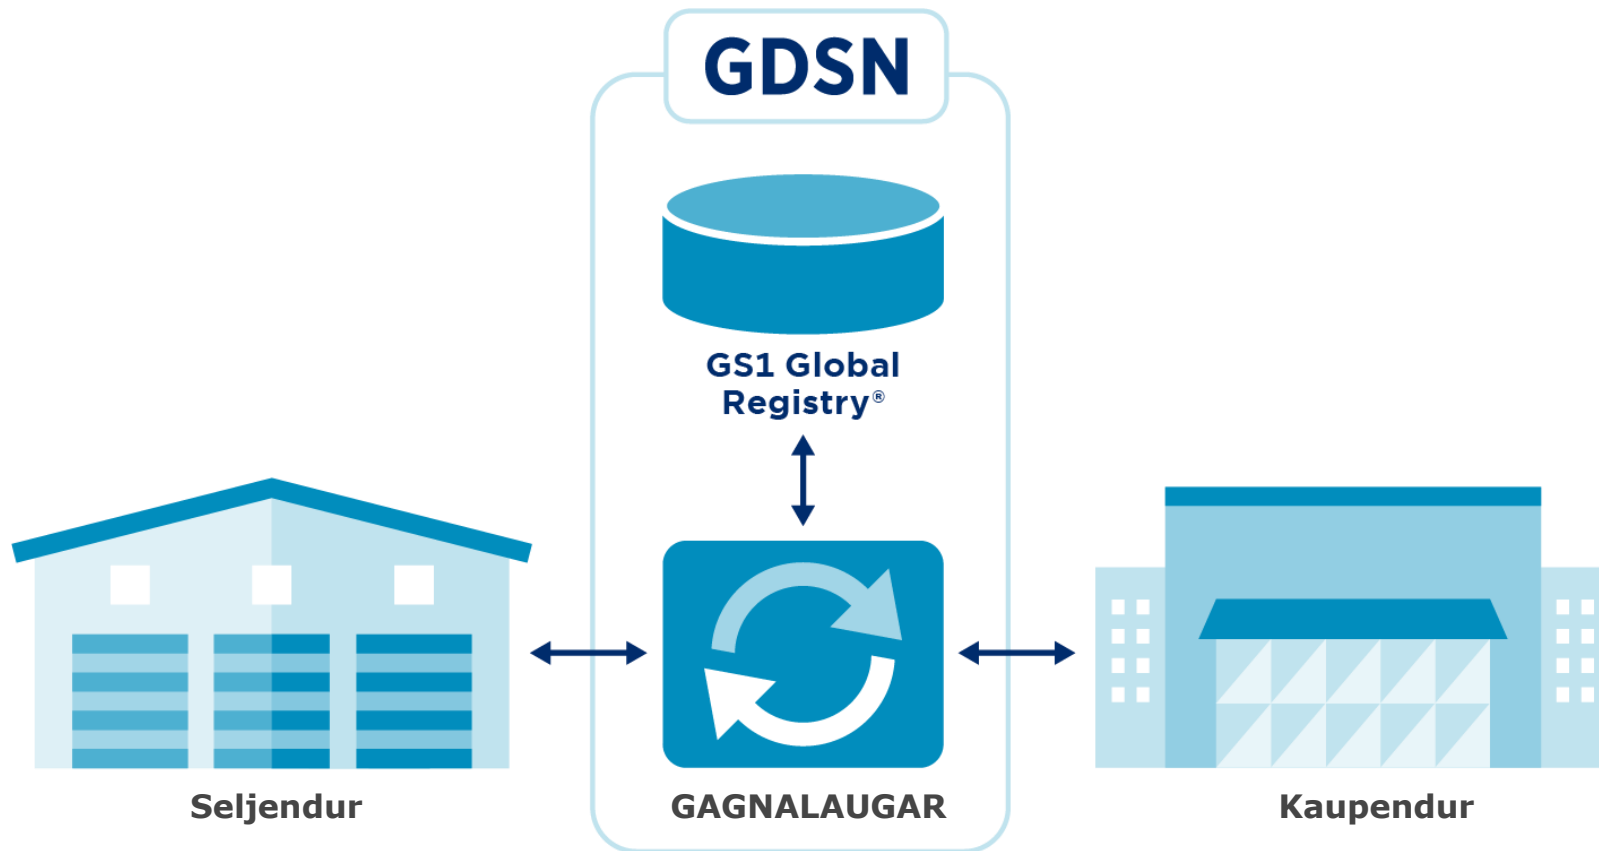 GDSN
GS1 Global
Registry®
Seljendur
GAGNALAUGAR
Kaupendur